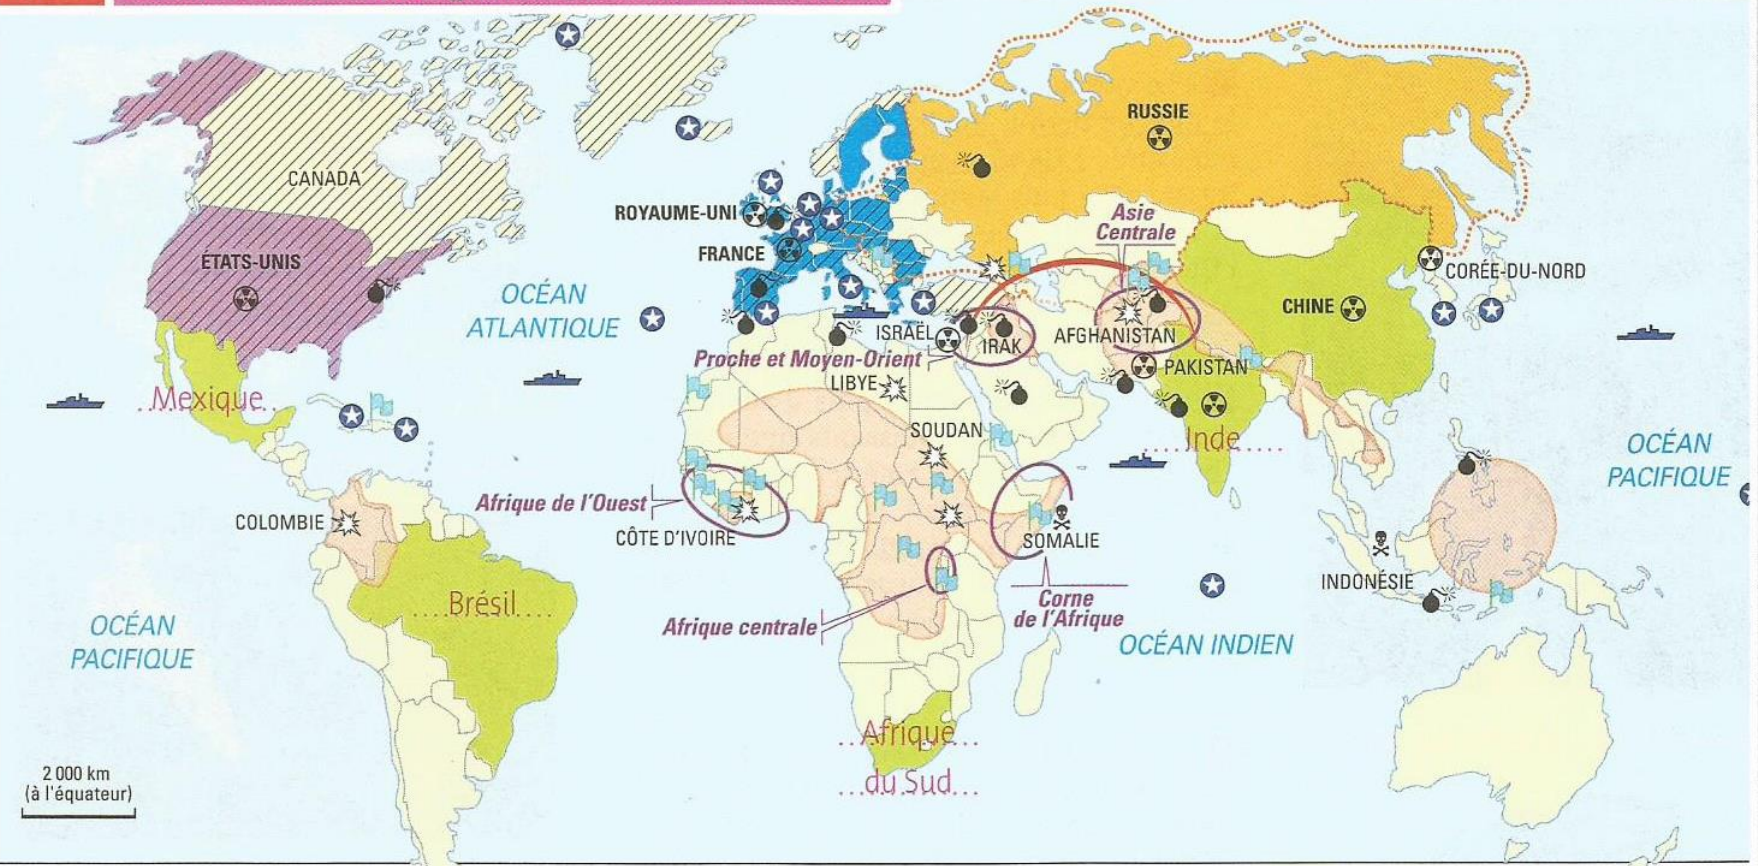 RUSSIE
CANADA
ROYAUME-UNI
Asie
Centrale
FRANCE
ÉTATS-UNIS
CORÉE-DU-NORD
OCÉAN
ATLANTIQUE
CHINE
ISRAËL
IRAK
AFGHANISTAN
Proche et Moyen-Orient
PAKISTAN
LIBYE
..Mexique..
SOUDAN
....Inde......
OCÉAN
PACIFIQUE
Afrique de l'Ouest
COLOMBIE
CÔTE D'IVOIRE
SOMALIE
INDONÉSIE
....Brésil....
Corne
de l'Afrique
Afrique centrale
OCÉAN
PACIFIQUE
OCÉAN INDIEN
..Afrique...
..du Sud...
2 000 km
(à l'équateur)